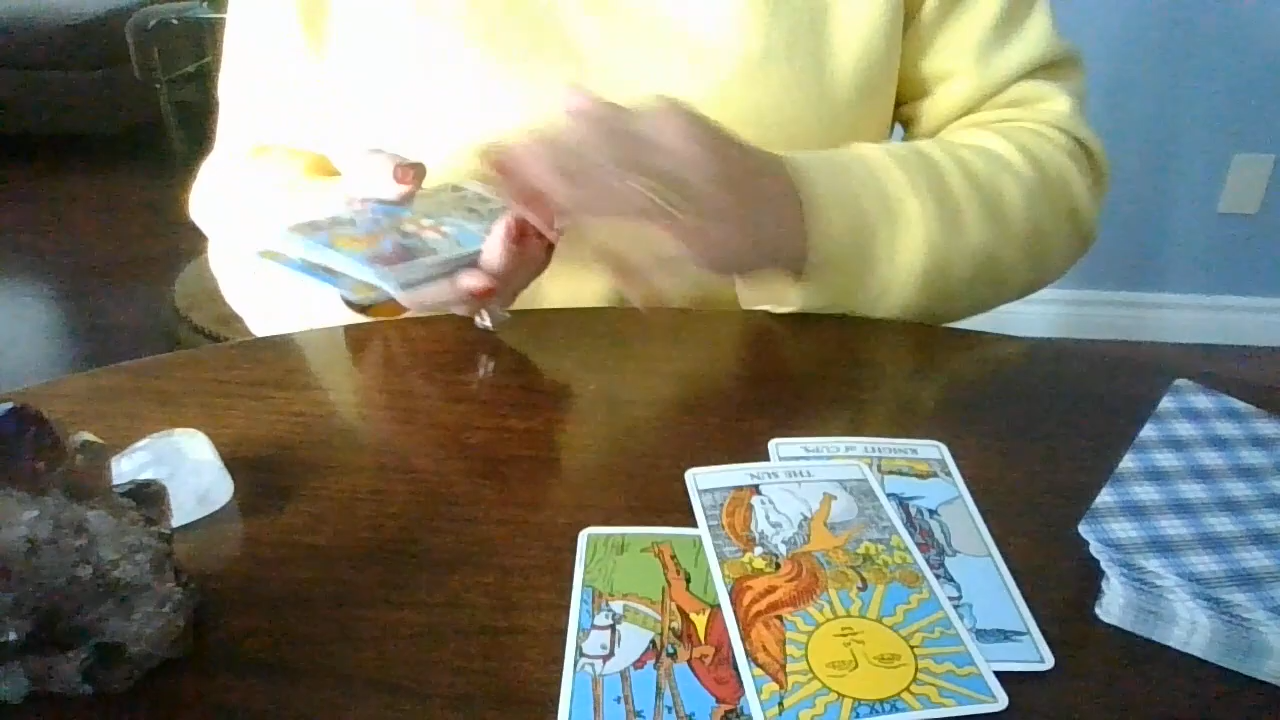 KNIGHT of CUPS.
THE SUN.
XIX